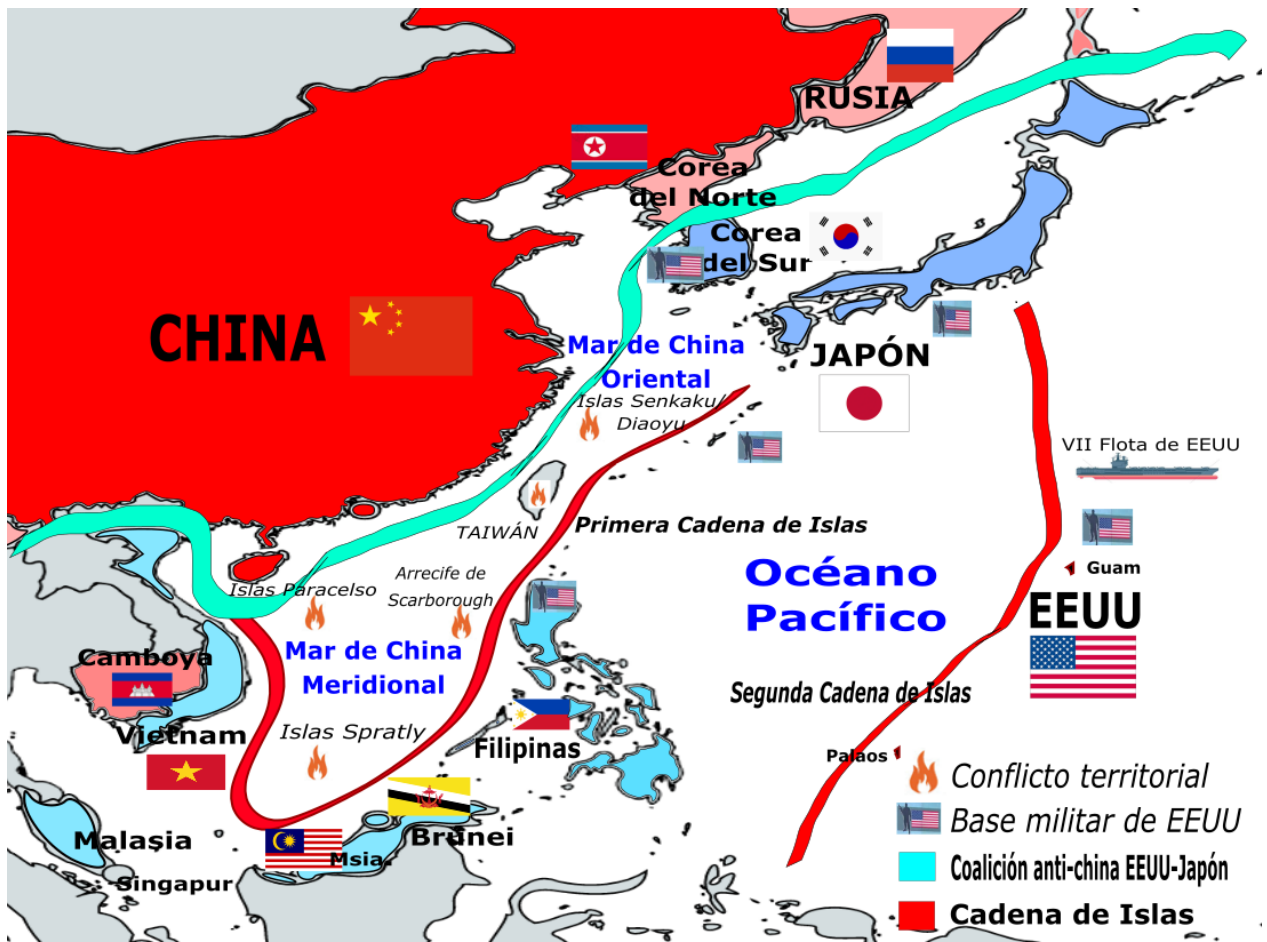 RUSIA
Corea
del Norte
Corea
del Sur
CHINA
Mar de China
Oriental
JAPÓN
Islas Senkaku/
Diaoyu
VII Flota de EEUU
TAIWÁN
Primera Cadena de Islas
Islas Paracelso
Arrecife de
Scarborough
Océano
Pacífico
Guam
EEUU
Mar de China
Meridional
Camboya
Segunda Cadena de Islas
Islas Spratly
Vietnam
Filipinas
Palaos
Malasia
Msia.
Brunei
Singapur
Conflicto territorial
Base militar de EEUU
Coalición anti-china EEUU-Japón
Cadena de Islas